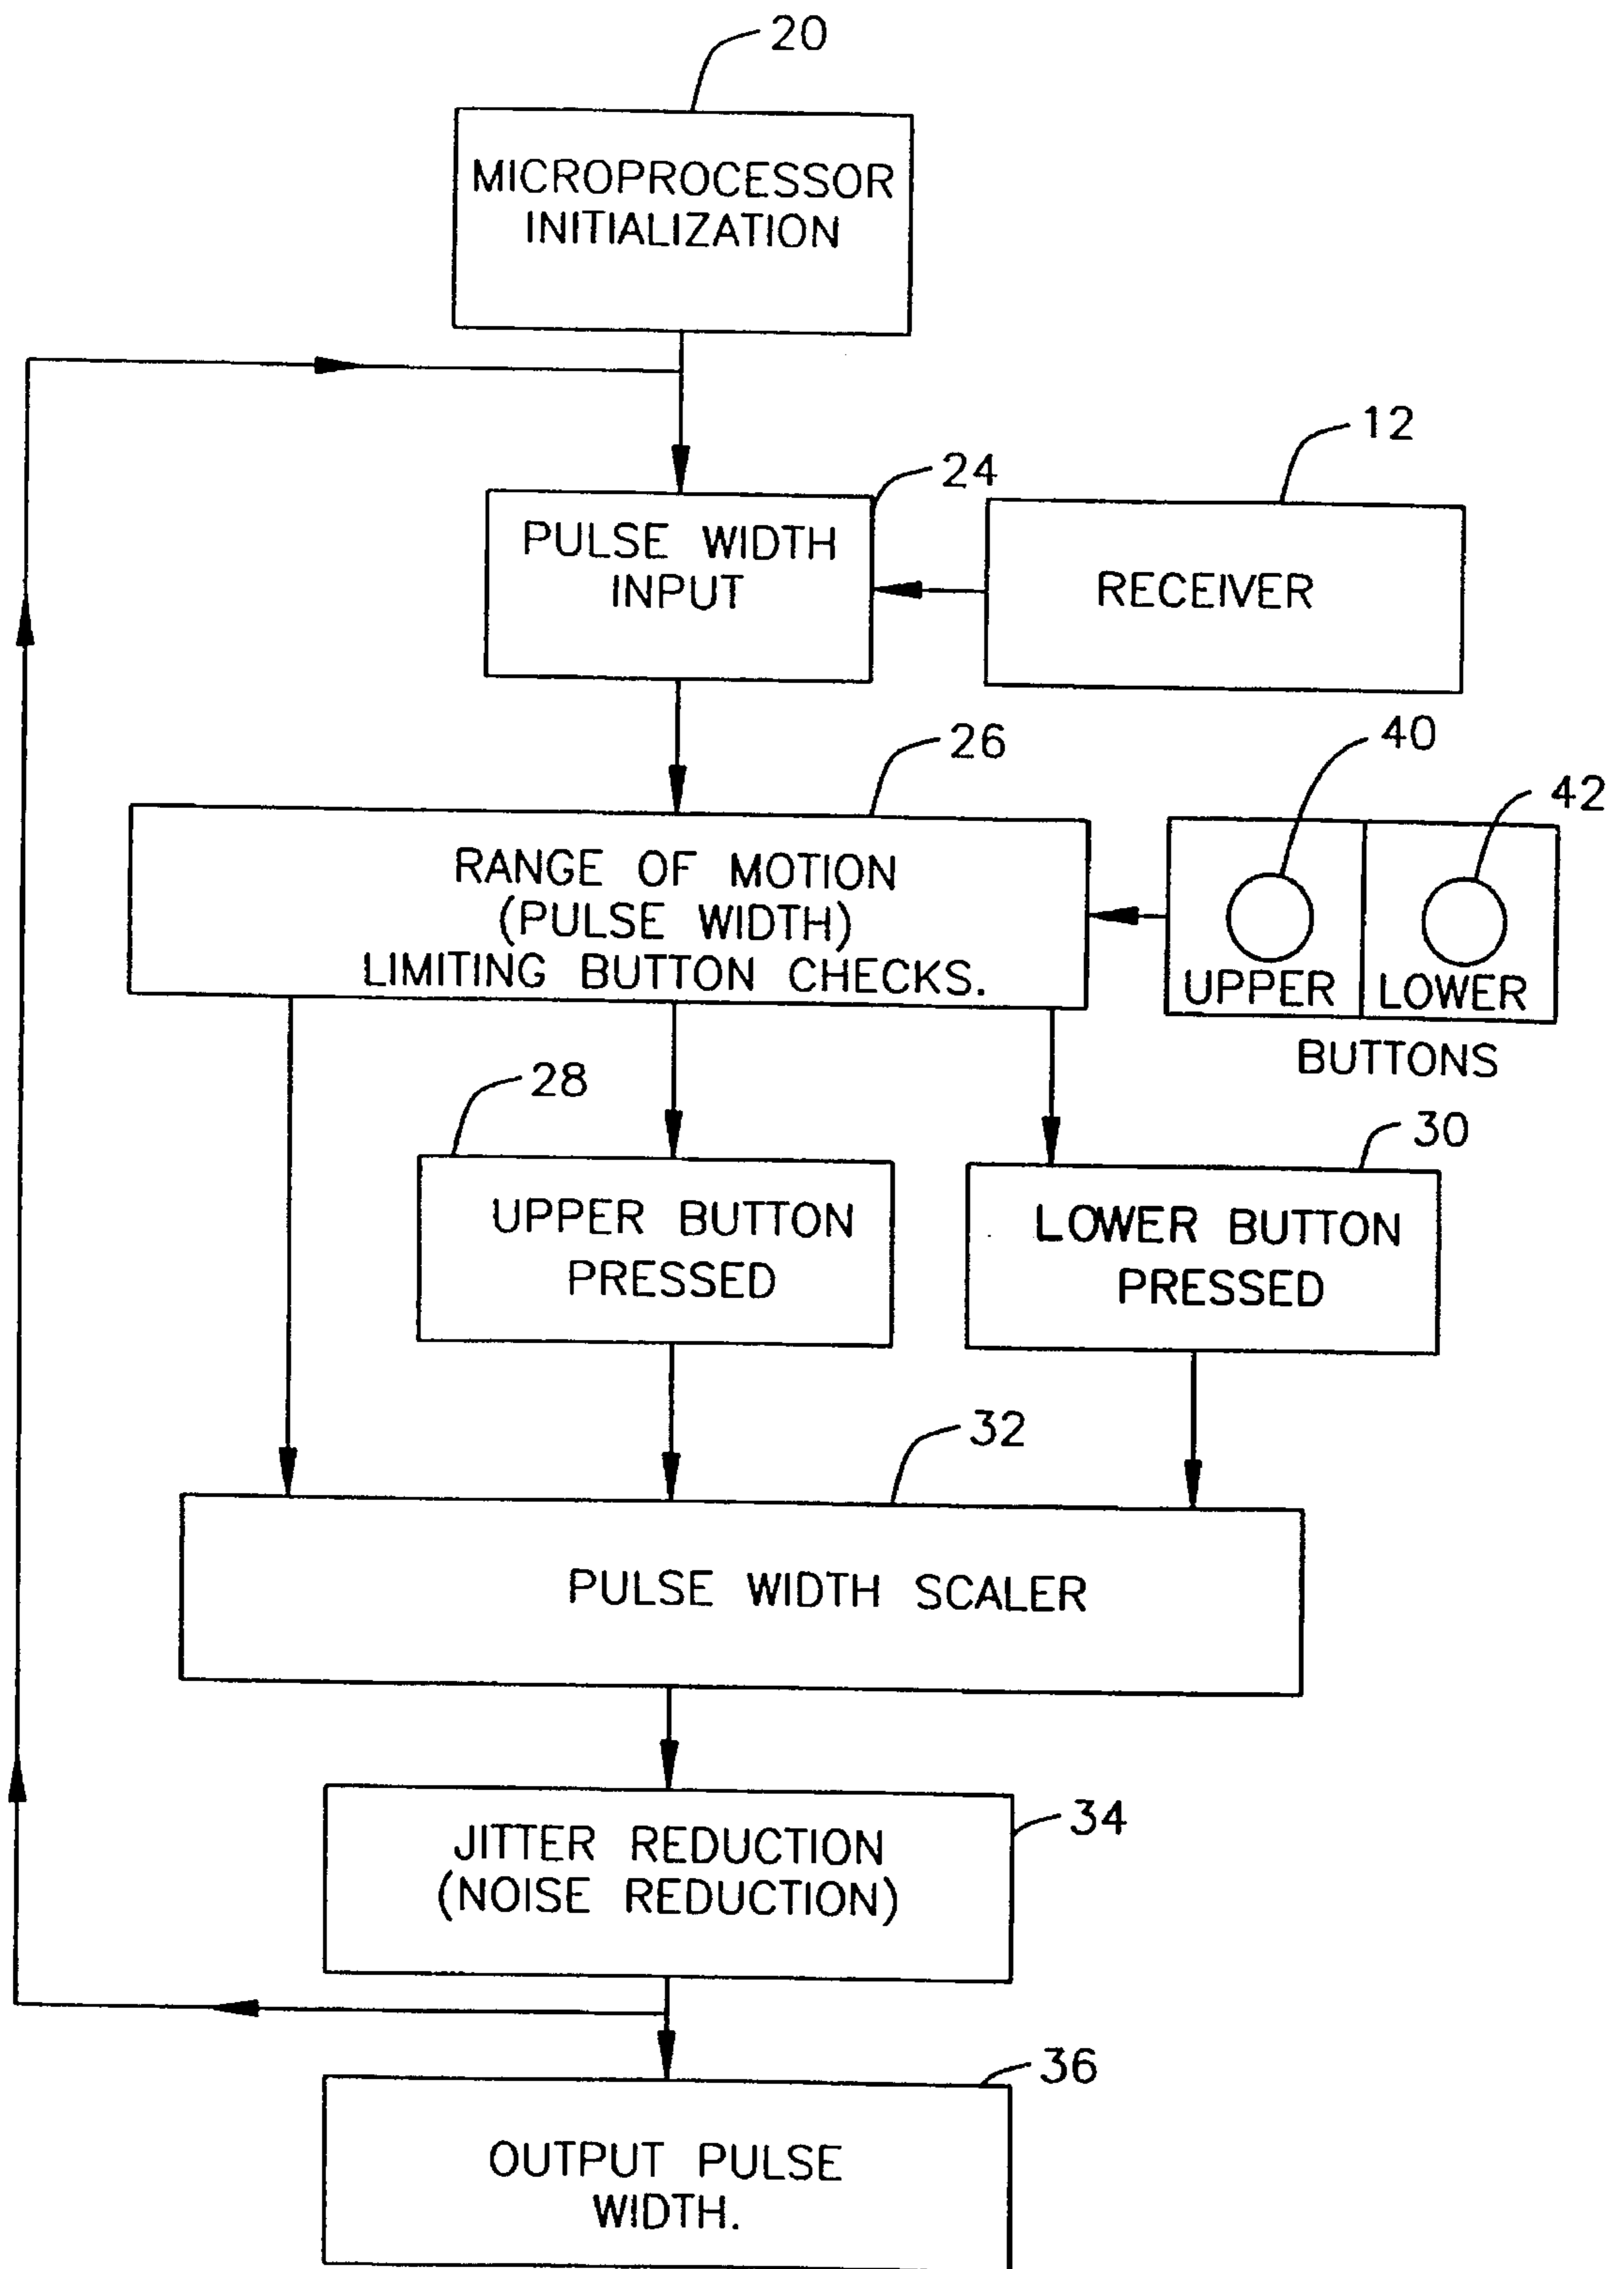 20
MICROPROCESSOR
INITIALIZATION
12
24
PULSE WIDTH
INPUT
RECEIVER
26
40
42
RANGE OF MOTION
(PULSE WIDTH)
LIMITING BUTTON CHECKS.
UPPER
LOWER
BUTTONS
28
30
UPPER BUTTON
PRESSED
LOWER BUTTON
PRESSED
32
PULSE WIDTH SCALER
34
JITTER REDUCTION
(NOISE REDUCTION)
36
OUTPUT PULSE
WIDTH.